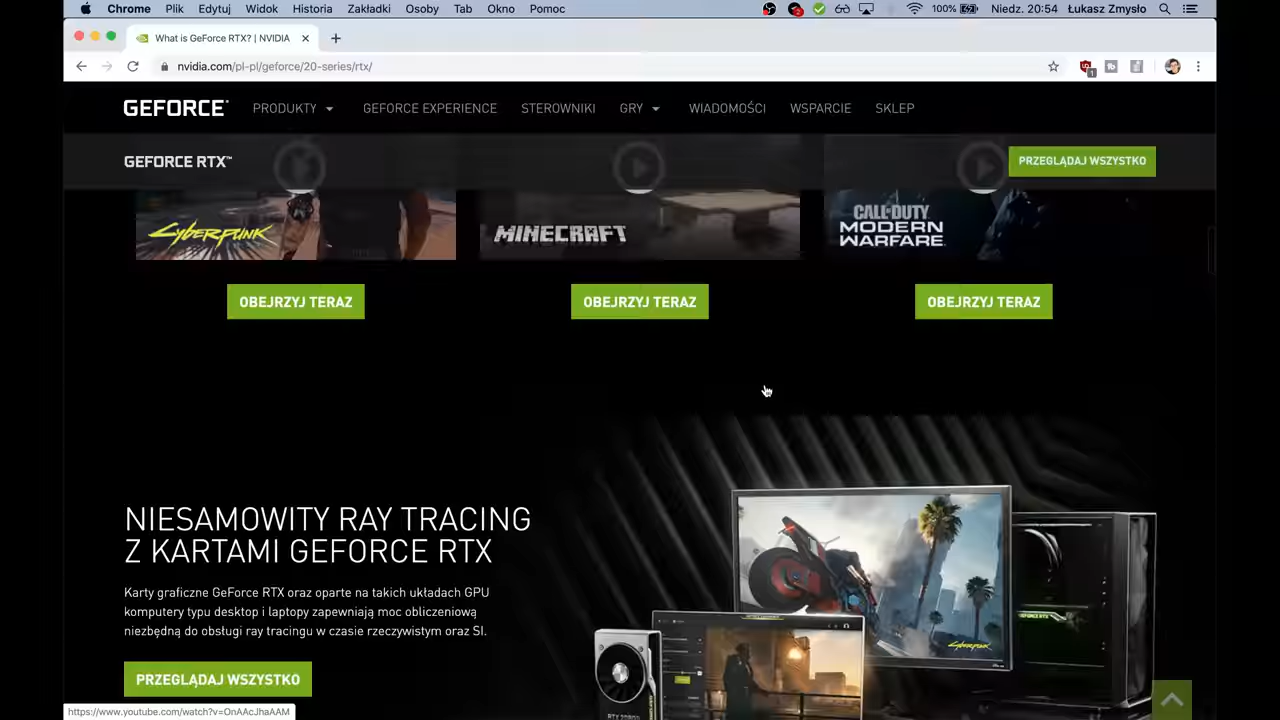 Chrome Plik Edytuj Widok Historia Zakładki Osoby Tab Okno Pomoc 100% Niedz. 20:54 Łukasz Zmysło
What is GeForce RTX? | NVIDIA
nvidia.com/pl-pl/geforce/20-series/rtx/
GEFORCE PRODUKTY GEFORCE EXPERIENCE STEROWNIKI GRY WIADOMOŚCI WSPARCIE SKLEP
GEFORCE RTX™ PRZEGLĄDAJ WSZYSTKO
CYBERPUNK MINECRAFT CALL OF DUTY
MODERN
WARFARE
OBEJRZYJ TERAZ OBEJRZYJ TERAZ OBEJRZYJ TERAZ
NIESAMOWITY RAY TRACING
Z KARTAMI GEFORCE RTX
Karty graficzne GeForce RTX oraz oparte na takich układach GPU
komputery typu desktop i laptopy zapewniają moc obliczeniową
niezbędną do obsługi ray tracingu w czasie rzeczywistym oraz SI.
PRZEGLĄDAJ WSZYSTKO
GEFORCE RTX
CYBERPUNK
https://www.youtube.com/watch?v=OnAAcJhaAAM